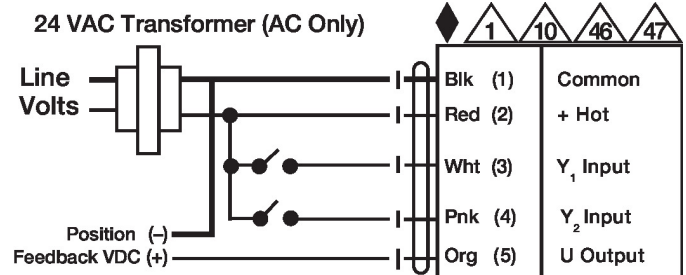 24 VAC Transformer (AC Only)
1 10 46 47
Line
Volts
Blk (1) Common
Red (2) + Hot
Wht (3) Y1 Input
Pnk (4) Y2 Input
Position (–)
Feedback VDC (+)
Org (5) U Output